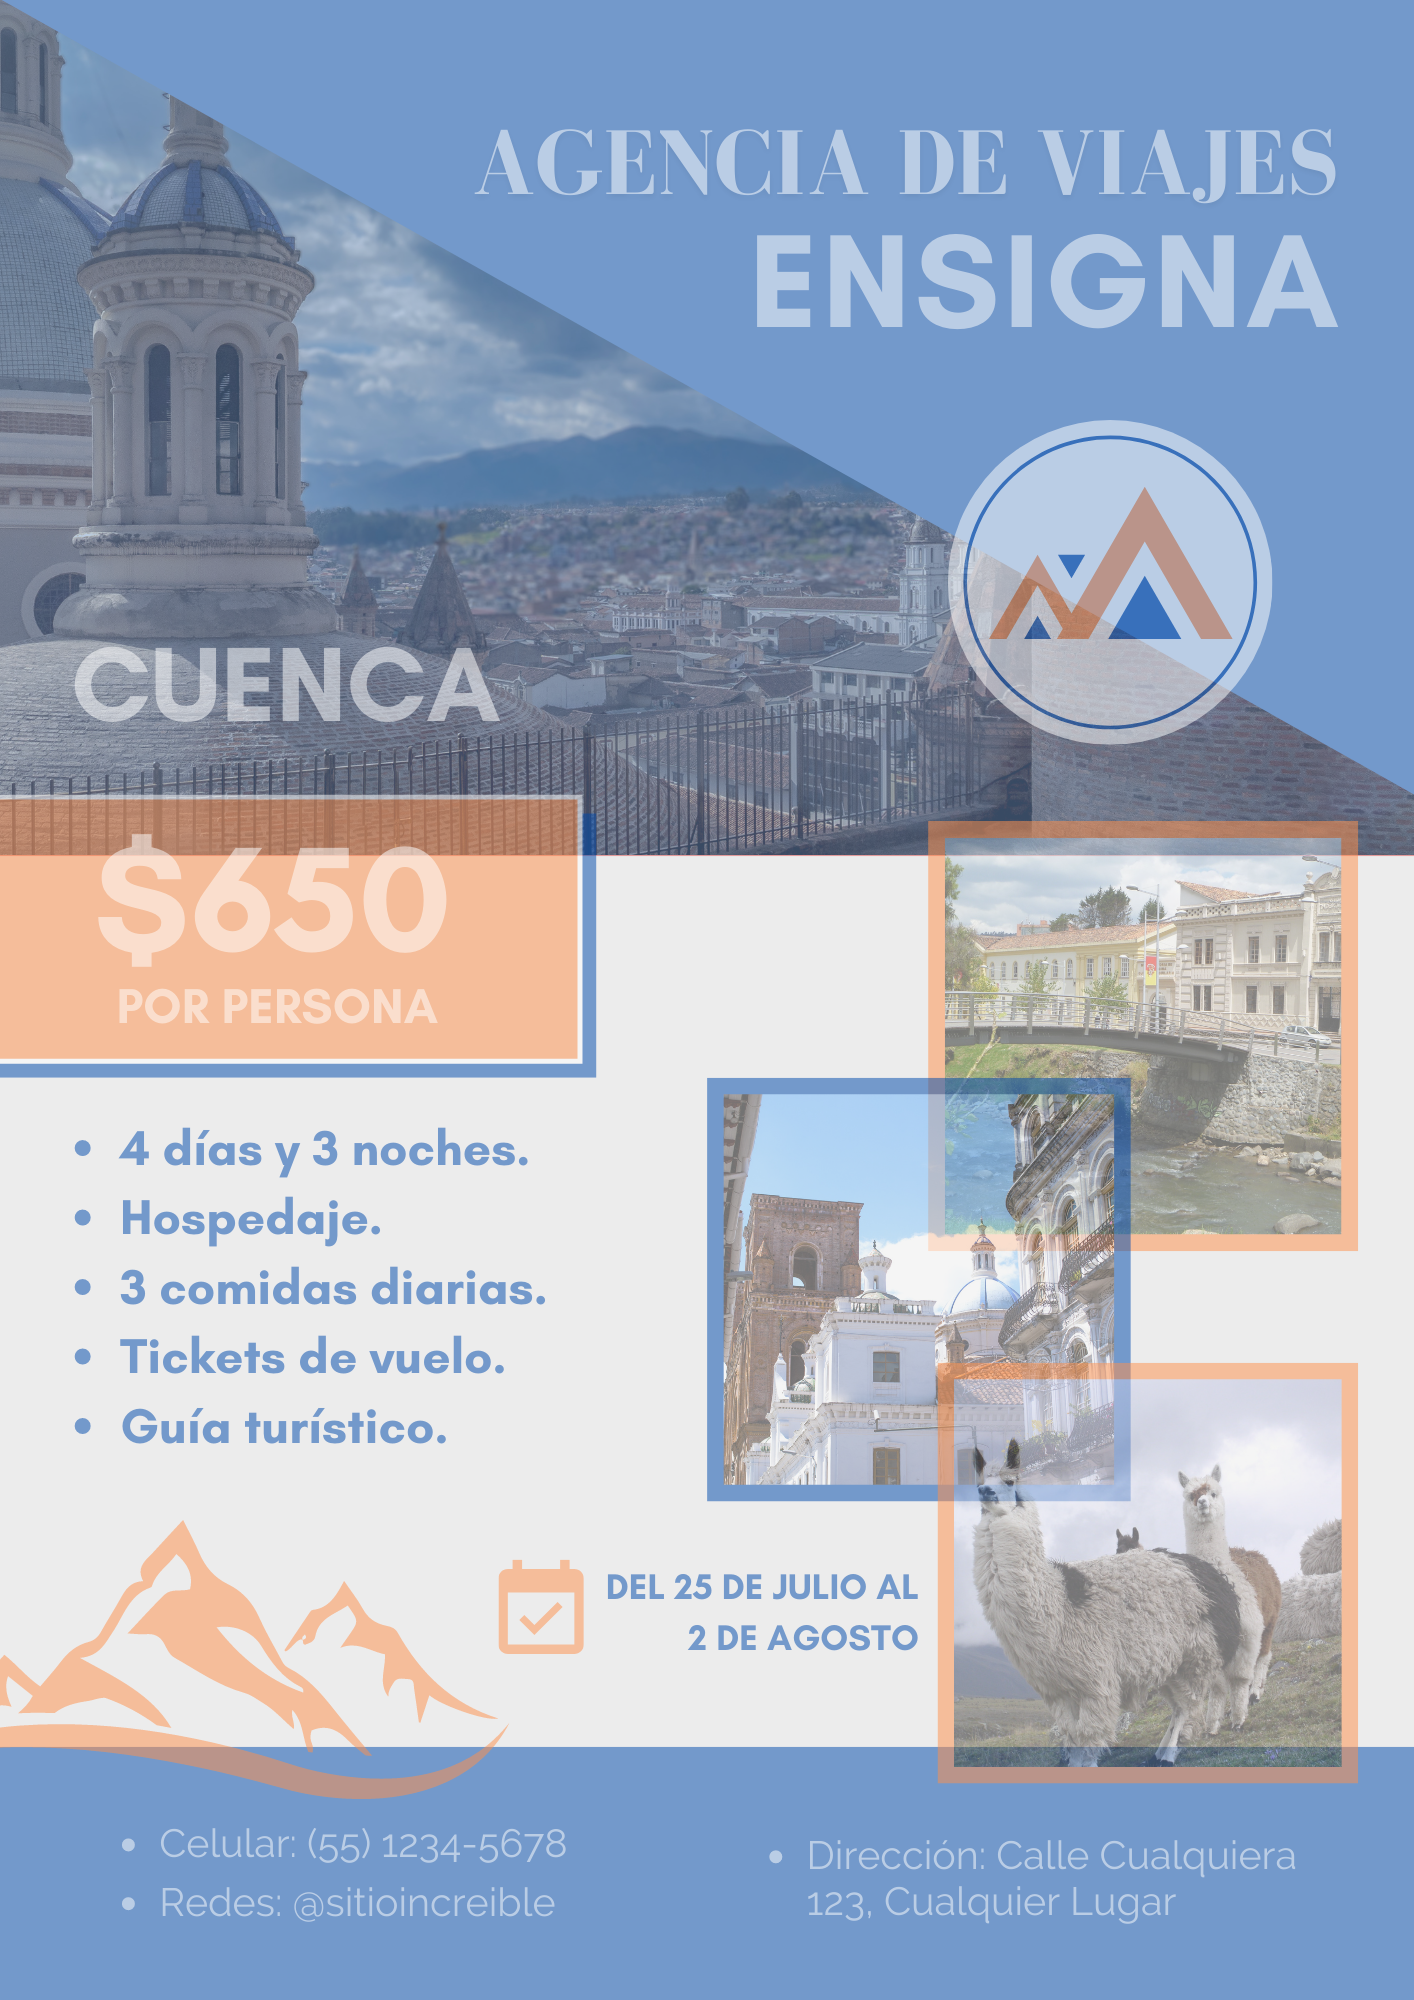 AGENCIA DE VIAJES
ENSIGNA
CUENCA
$650
POR PERSONA
• 4 días y 3 noches.
• Hospedaje.
• 3 comidas diarias.
• Tickets de vuelo.
• Guía turístico.
DEL 25 DE JULIO AL
2 DE AGOSTO
• Celular: (55) 1234-5678
• Redes: @sitioincreible
• Dirección: Calle Cualquiera
123, Cualquier Lugar